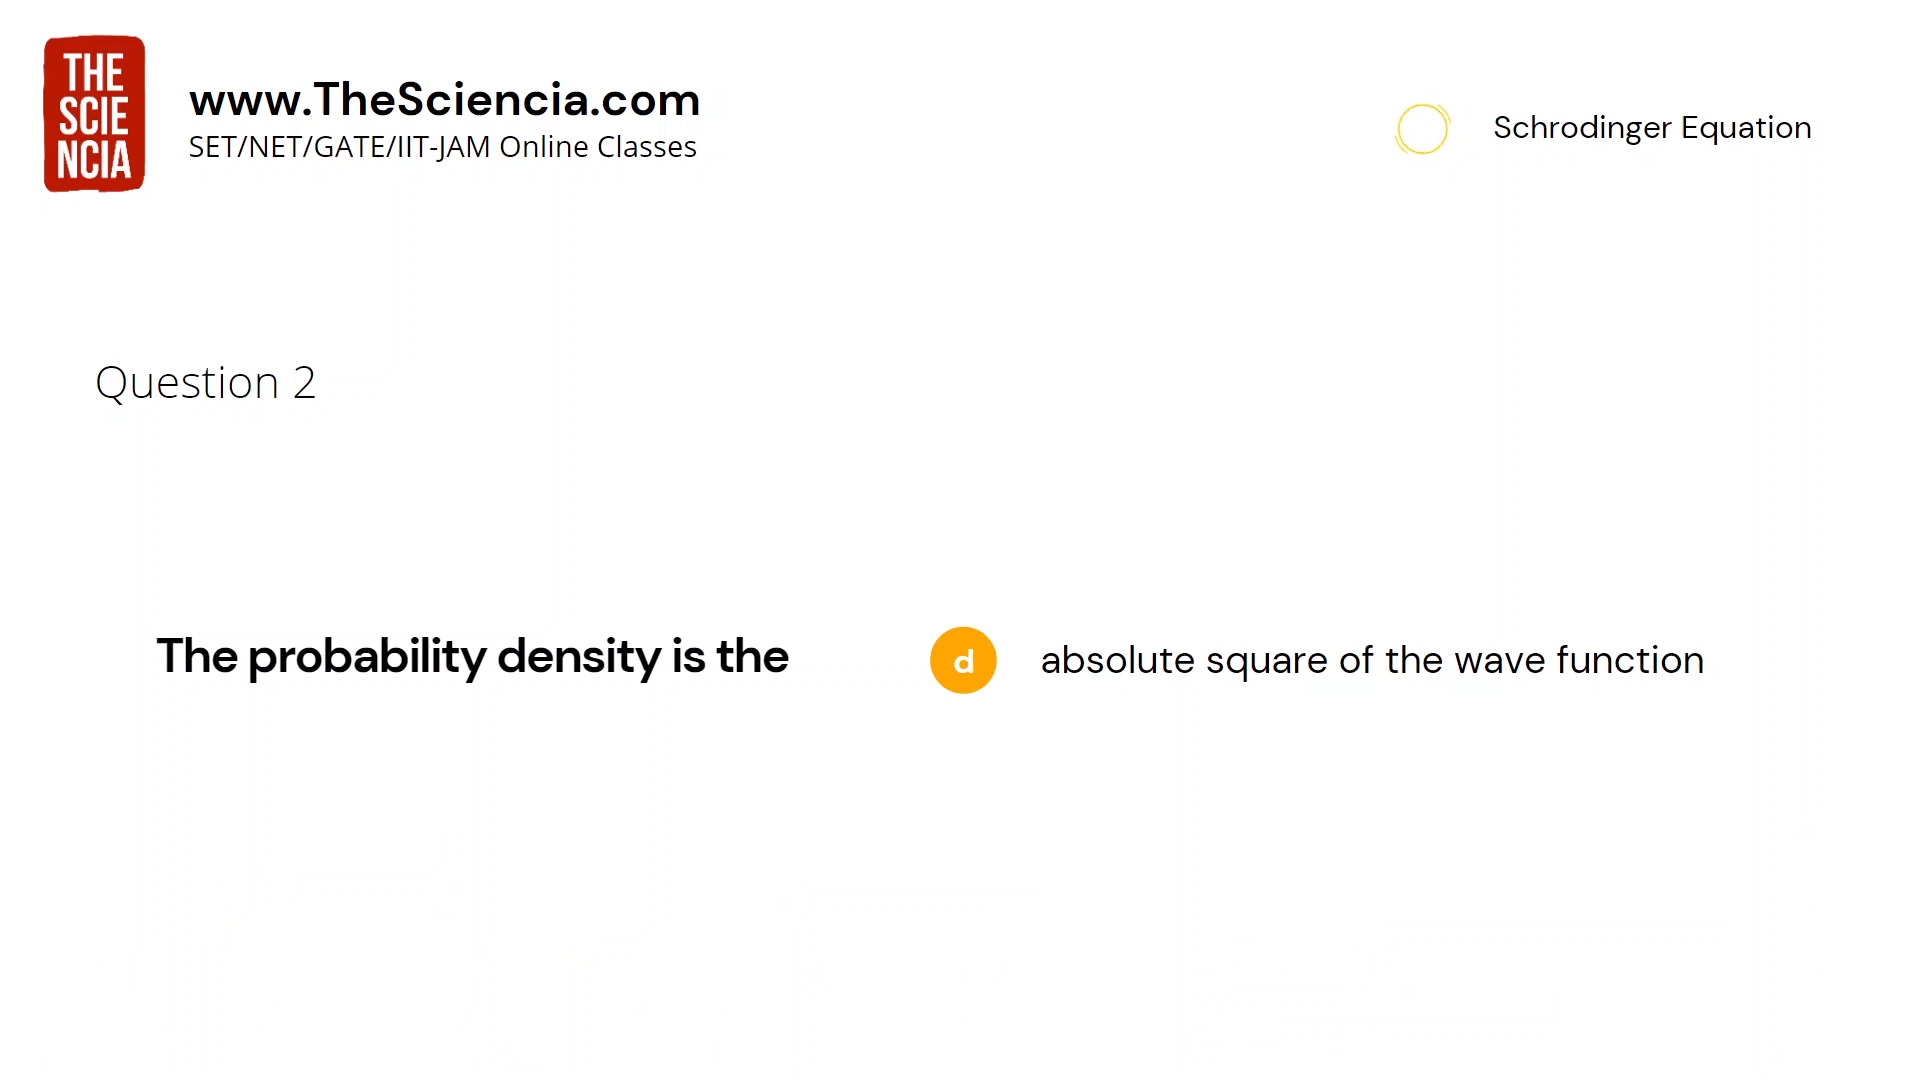 THE
SCIE
NCIA
www.TheSciencia.com
SET/NET/GATE/IIT-JAM Online Classes
Schrodinger Equation
Question 2
The probability density is the
d absolute square of the wave function